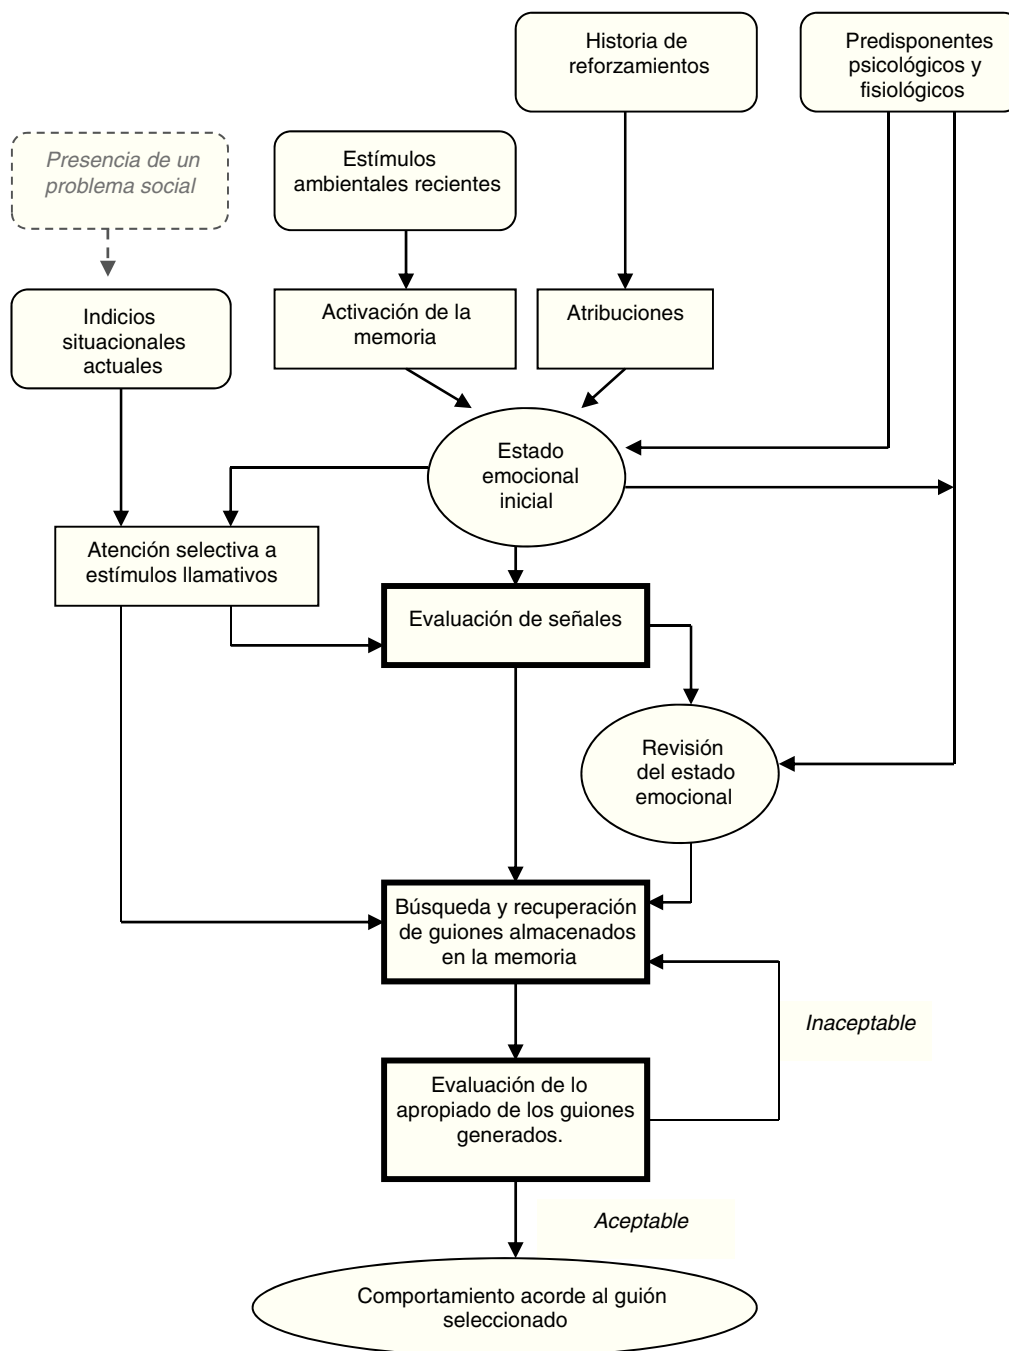 Historia de
reforzamientos
Predisponentes
psicológicos y
fisiológicos
Presencia de un
problema social
Estímulos
ambientales recientes
Indicios
situacionales
actuales
Activación de la
memoria
Atribuciones
Estado
emocional
inicial
Atención selectiva a
estímulos llamativos
Evaluación de señales
Revisión
del estado
emocional
Búsqueda y recuperación
de guiones almacenados
en la memoria
Inaceptable
Evaluación de lo
apropiado de los guiones
generados.
Aceptable
Comportamiento acorde al guión
seleccionado